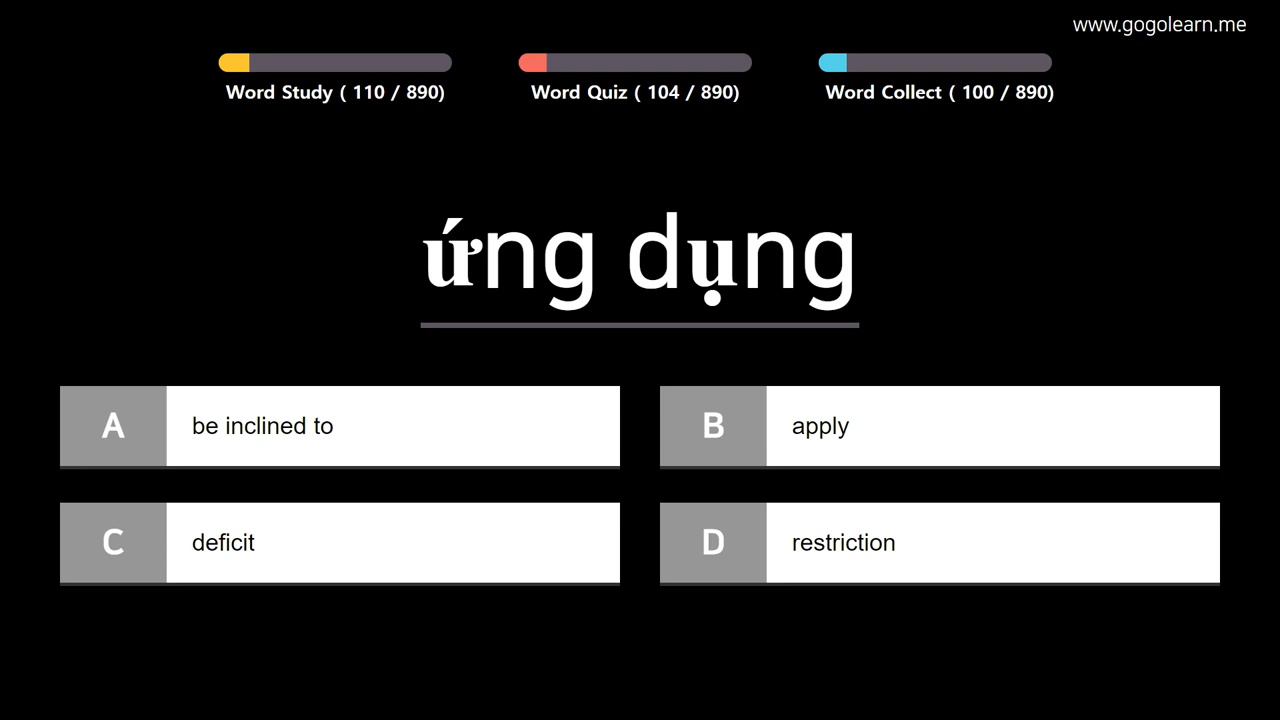 www.gogolearn.me
Word Study ( 110 / 890)
Word Quiz ( 104 / 890)
Word Collect ( 100 / 890)
ứng dụng
A be inclined to
B apply
C deficit
D restriction